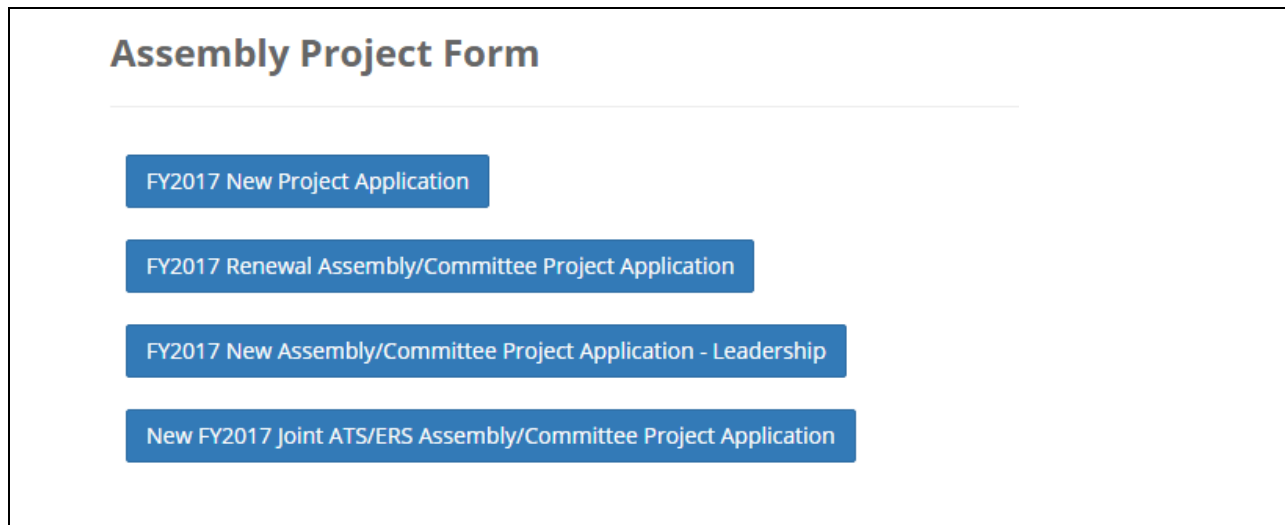 Assembly Project Form
FY2017 New Project Application
FY2017 Renewal Assembly/Committee Project Application
FY2017 New Assembly/Committee Project Application - Leadership
New FY2017 Joint ATS/ERS Assembly/Committee Project Application